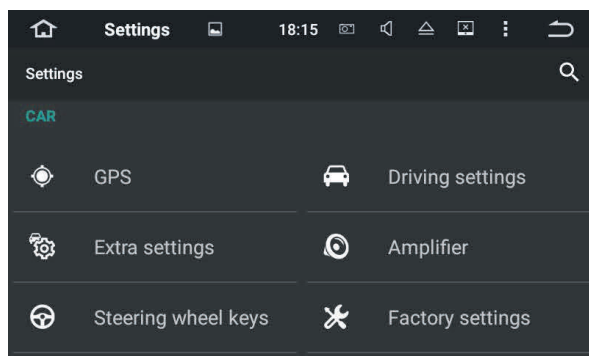 Settings 18:15
Settings
CAR
GPS Driving settings
Extra settings Amplifier
Steering wheel keys Factory settings